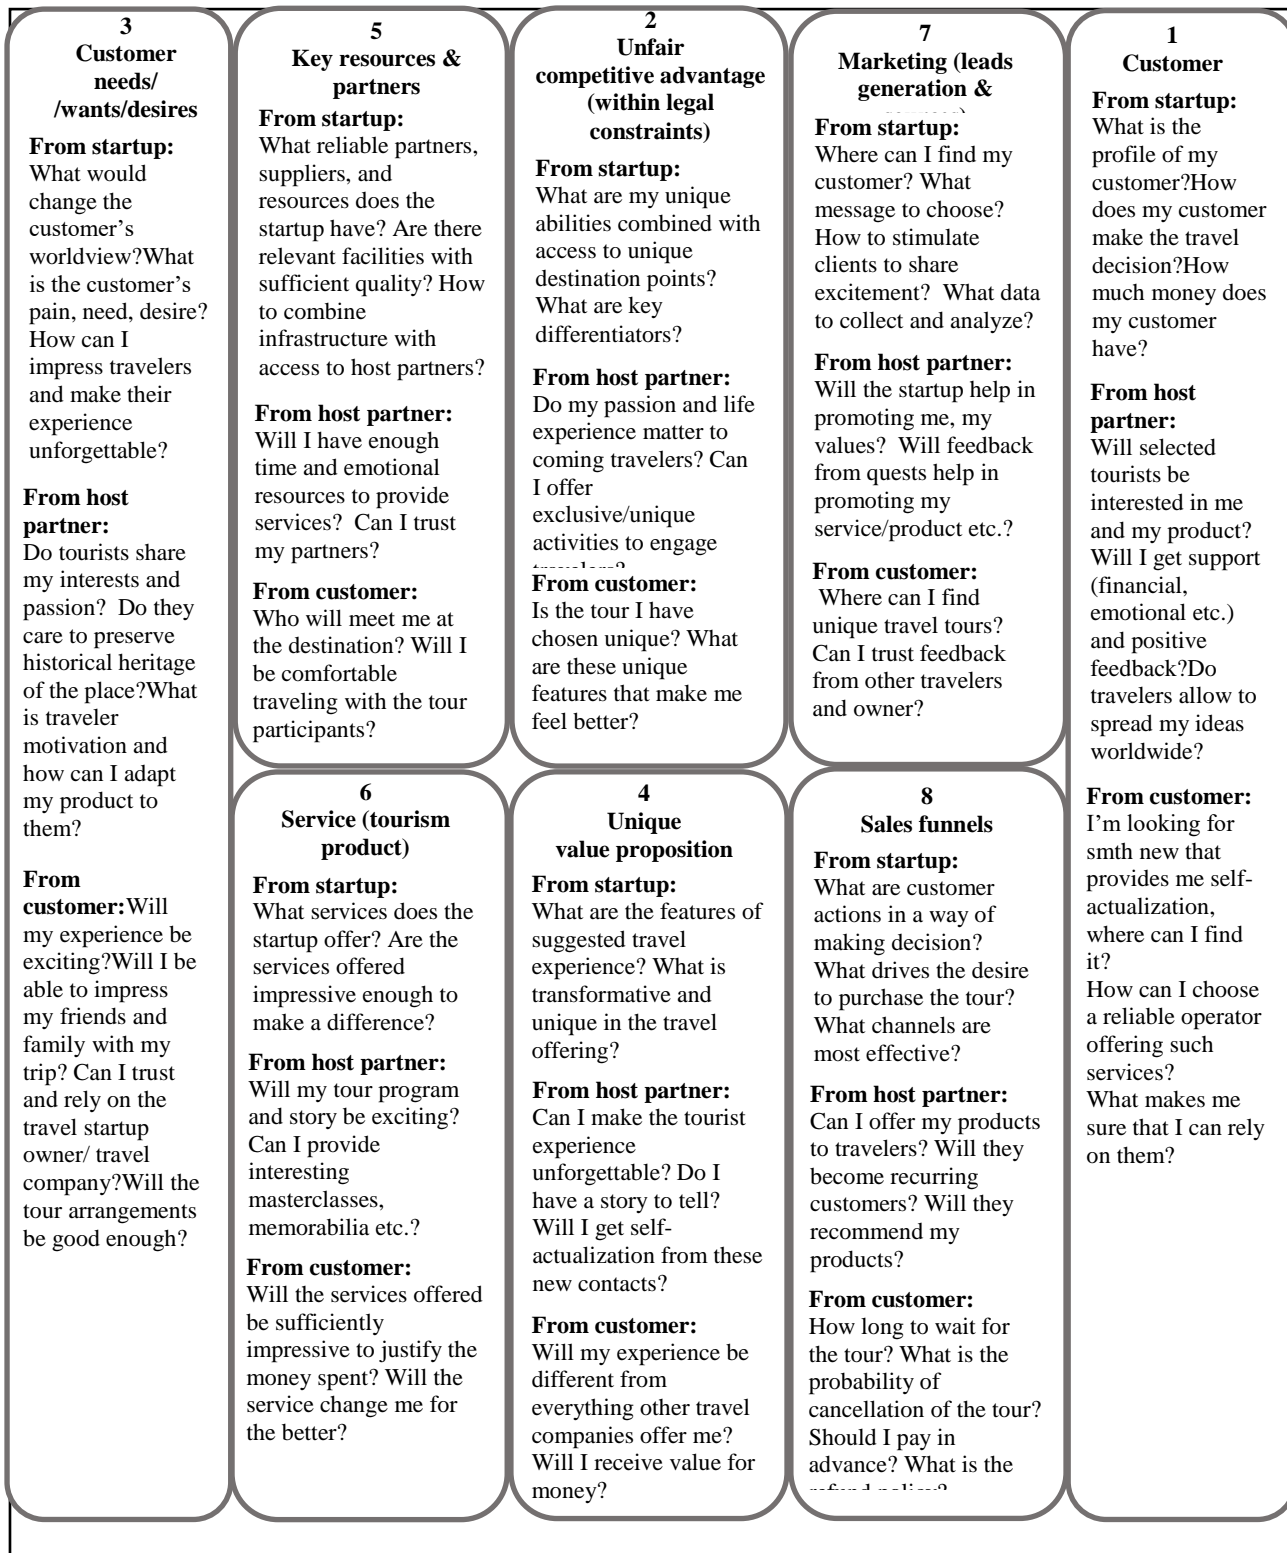 3
Customer
needs/
/wants/desires
From startup:
What would
change the
customer's
worldview?What
is the customer's
pain, need, desire?
How can I
impress travelers
and make their
experience
unforgettable?
From host
partner:
Do tourists share
my interests and
passion?  Do they
care to preserve
historical heritage
of the place?What
is traveler
motivation and
how can I adapt
my product to
them?
From
customer:Will
my experience be
exciting?Will I be
able to impress
my friends and
family with my
trip? Can I trust
and rely on the
travel startup
owner/ travel
company?Will the
tour arrangements
be good enough?
5
Key resources &
partners
From startup:
What reliable partners,
suppliers, and
resources does the
startup have? Are there
relevant facilities with
sufficient quality? How
to combine
infrastructure with
access to host partners?
From host partner:
Will I have enough
time and emotional
resources to provide
services?  Can I trust
my partners?
From customer:
Who will meet me at
the destination? Will I
be comfortable
traveling with the tour
participants?
2
Unfair
competitive advantage
(within legal
constraints)
From startup:
What are my unique
abilities combined with
access to unique
destination points?
What are key
differentiators?
From host partner:
Do my passion and life
experience matter to
coming travelers? Can
I offer
exclusive/unique
activities to engage
From customer:
Is the tour I have
chosen unique? What
are these unique
features that make me
feel better?
7
Marketing (leads
generation &
From startup:
Where can I find my
customer? What
message to choose?
How to stimulate
clients to share
excitement?  What data
to collect and analyze?
From host partner:
Will the startup help in
promoting me, my
values?  Will feedback
from quests help in
promoting my
service/product etc.?
From customer:
Where can I find
unique travel tours?
Can I trust feedback
from other travelers
and owner?
1
Customer
From startup:
What is the
profile of my
customer?How
does my customer
make the travel
decision?How
much money does
my customer
have?
From host
partner:
Will selected
tourists be
interested in me
and my product?
Will I get support
(financial,
emotional etc.)
and positive
feedback?Do
travelers allow to
spread my ideas
worldwide?
From customer:
I'm looking for
smth new that
provides me self-
actualization,
where can I find
it?
How can I choose
a reliable operator
offering such
services?
What makes me
sure that I can rely
on them?
6
Service (tourism
product)
From startup:
What services does the
startup offer? Are the
services offered
impressive enough to
make a difference?
From host partner:
Will my tour program
and story be exciting?
Can I provide
interesting
masterclasses,
memorabilia etc.?
From customer:
Will the services offered
be sufficiently
impressive to justify the
money spent? Will the
service change me for
the better?
4
Unique
value proposition
From startup:
What are the features of
suggested travel
experience? What is
transformative and
unique in the travel
offering?
From host partner:
Can I make the tourist
experience
unforgettable? Do I
have a story to tell?
Will I get self-
actualization from these
new contacts?
From customer:
Will my experience be
different from
everything other travel
companies offer me?
Will I receive value for
money?
8
Sales funnels
From startup:
What are customer
actions in a way of
making decision?
What drives the desire
to purchase the tour?
What channels are
most effective?
From host partner:
Can I offer my products
to travelers? Will they
become recurring
customers? Will they
recommend my
products?
From customer:
How long to wait for
the tour? What is the
probability of
cancellation of the tour?
Should I pay in
advance? What is the